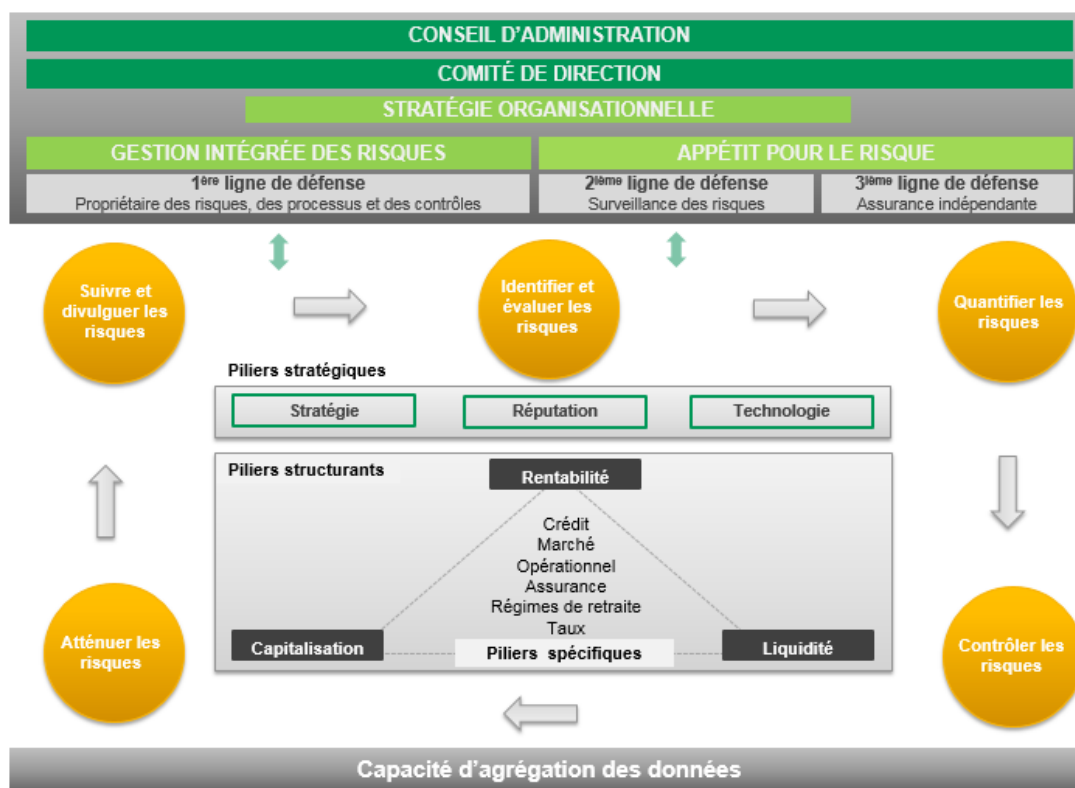 CONSEIL D’ADMINISTRATION
COMITÉ DE DIRECTION
STRATÉGIE ORGANISATIONNELLE
GESTION INTÉGRÉE DES RISQUES
APPÉTIT POUR LE RISQUE
1ère ligne de défense
Propriétaire des risques, des processus et des contrôles
2ième ligne de défense
Surveillance des risques
3ième ligne de défense
Assurance indépendante
Suivre et
divulguer les
risques
Identifier et
évaluer les
risques
Quantifier les
risques
Piliers stratégiques
Stratégie
Réputation
Technologie
Piliers structurants
Rentabilité
Crédit
Marché
Opérationnel
Assurance
Régimes de retraite
Taux
Capitalisation
Piliers spécifiques
Liquidité
Atténuer les
risques
Contrôler les
risques
Capacité d’agrégation des données